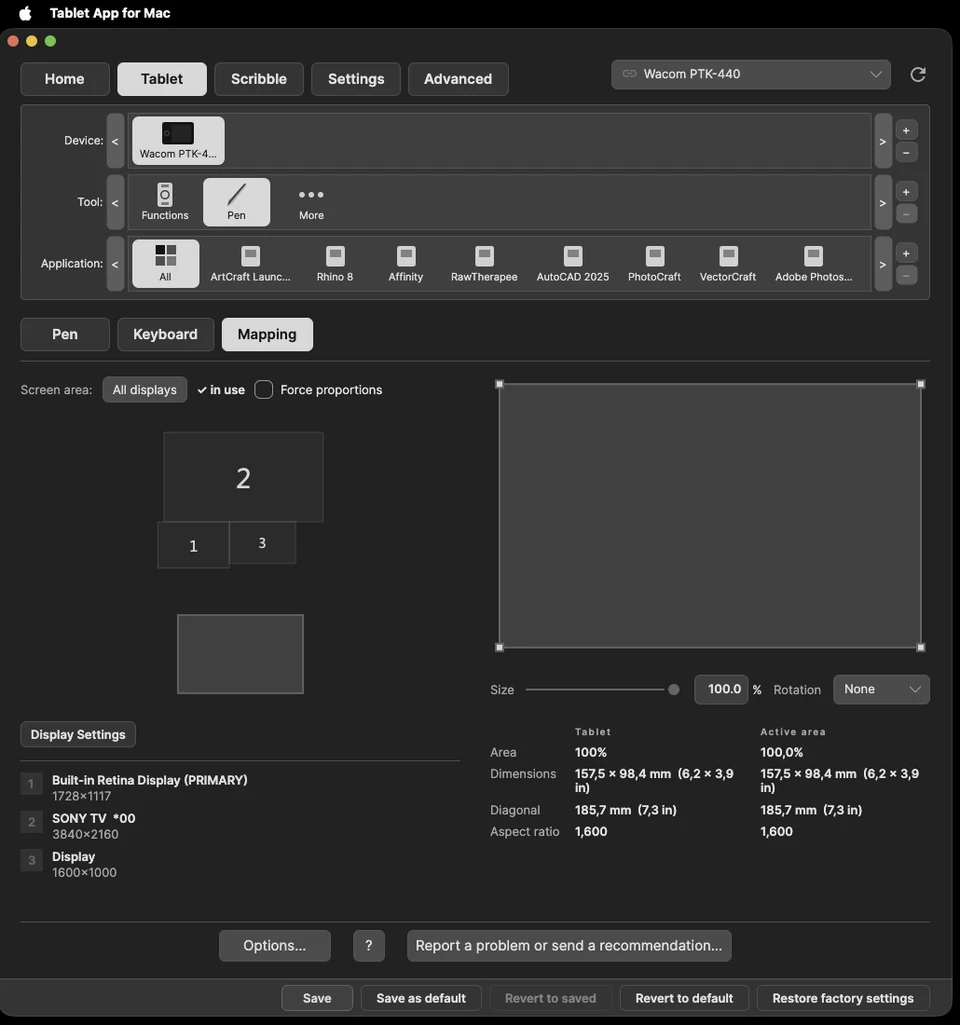 Tablet App for Mac
Home Tablet Scribble Settings Advanced Wacom PTK-440
Device: < Wacom PTK-4... > + −
Tool: < Functions Pen More > + −
Application: < All ArtCraft Launc... Rhino 8 Affinity RawTherapee AutoCAD 2025 PhotoCraft VectorCraft Adobe Photos... > + −
Pen Keyboard Mapping
Screen area: All displays ✓ in use Force proportions
2
1 3
Size 100.0 % Rotation None
Display Settings
1 Built-in Retina Display (PRIMARY)
1728×1117
2 SONY TV *00
3840×2160
3 Display
1600×1000
Tablet Active area
Area 100% 100,0%
Dimensions 157,5 × 98,4 mm (6,2 × 3,9 in) 157,5 × 98,4 mm (6,2 × 3,9 in)
Diagonal 185,7 mm (7,3 in) 185,7 mm (7,3 in)
Aspect ratio 1,600 1,600
Options... ? Report a problem or send a recommendation...
Save Save as default Revert to saved Revert to default Restore factory settings